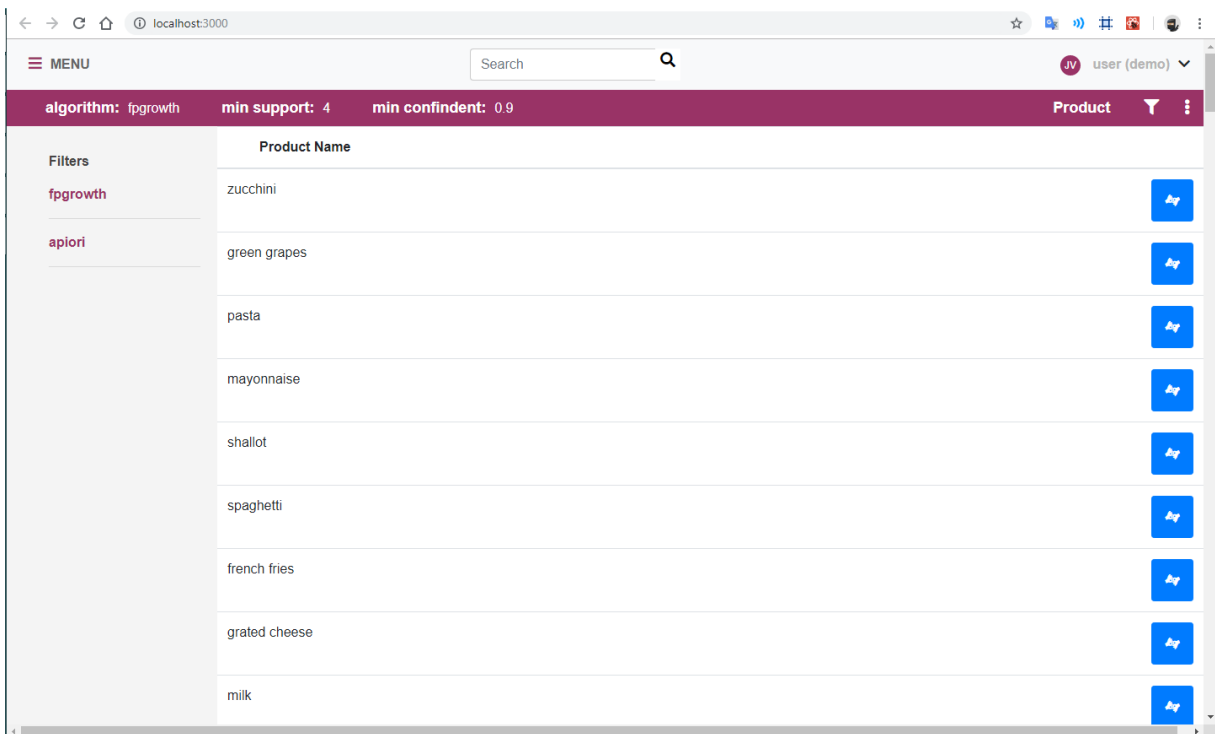 localhost:3000
MENU
Search
JV user (demo)
algorithm: fpgrowth min support: 4 min confindent: 0.9 Product
Filters
fpgrowth
apiori
Product Name
zucchini
green grapes
pasta
mayonnaise
shallot
spaghetti
french fries
grated cheese
milk